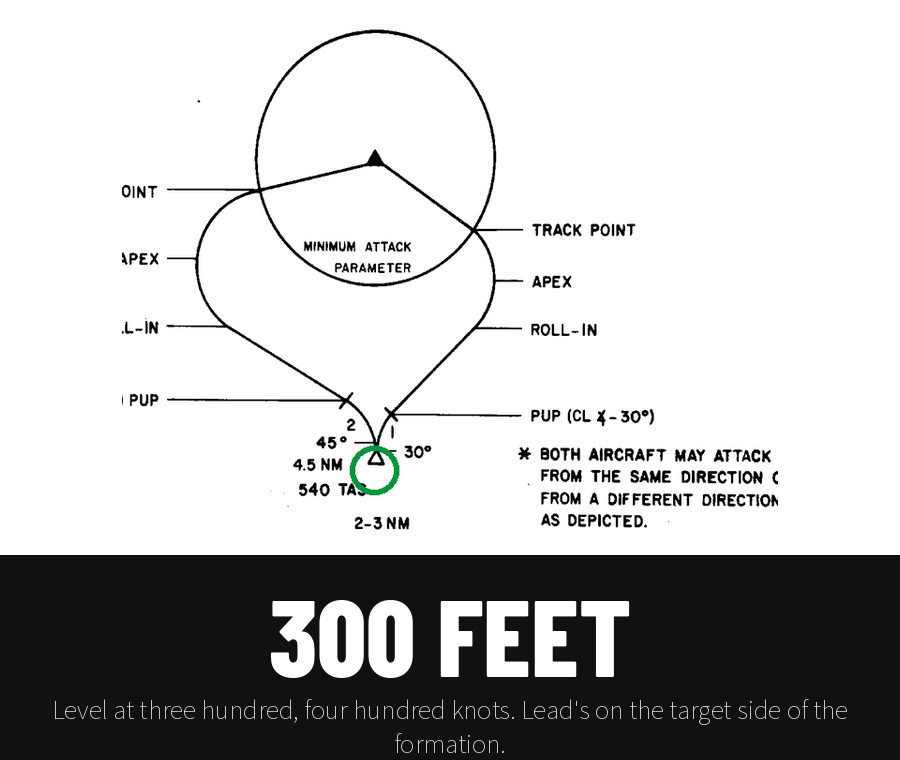 OINT
TRACK POINT
MINIMUM ATTACK
PARAMETER
APEX
APEX
L-IN
ROLL-IN
PUP
PUP (CL ∡-30°)
2
1
45°
30°
4.5 NM
540 TAS
2-3 NM
* BOTH AIRCRAFT MAY ATTACK
FROM THE SAME DIRECTION
FROM A DIFFERENT DIRECTION
AS DEPICTED.
300 FEET
Level at three hundred, four hundred knots. Lead's on the target side of the
formation.